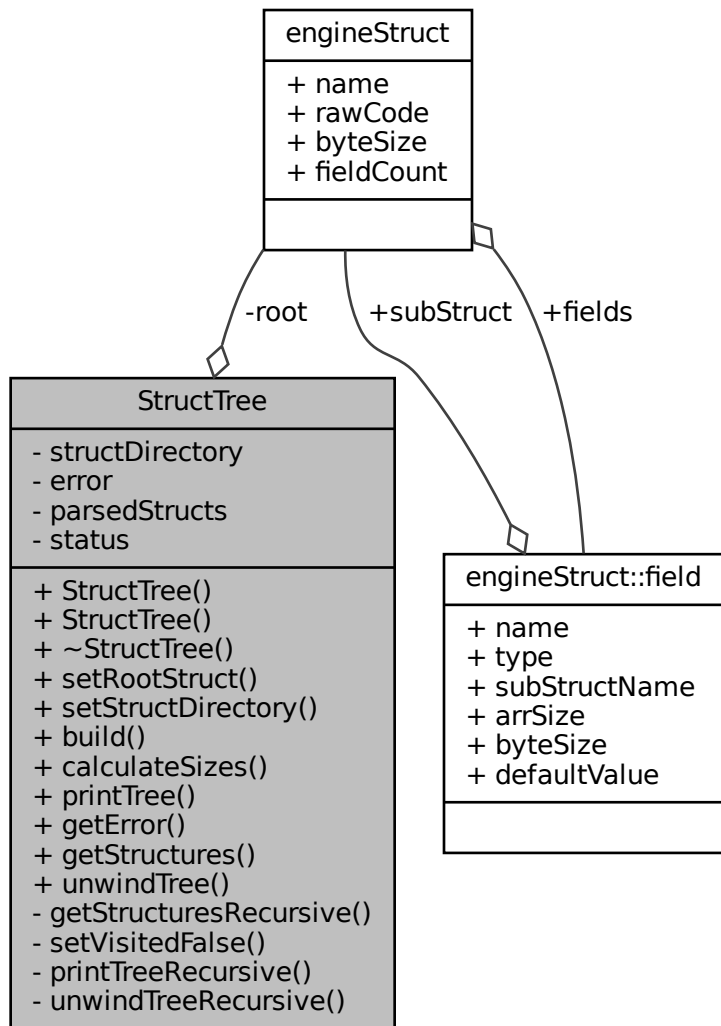 engineStruct
+ name
+ rawCode
+ byteSize
+ fieldCount
-root
+subStruct
+fields
StructTree
- structDirectory
- error
- parsedStructs
- status
+ StructTree()
+ StructTree()
+ ~StructTree()
+ setRootStruct()
+ setStructDirectory()
+ build()
+ calculateSizes()
+ printTree()
+ getError()
+ getStructures()
+ unwindTree()
- getStructuresRecursive()
- setVisitedFalse()
- printTreeRecursive()
- unwindTreeRecursive()
engineStruct::field
+ name
+ type
+ subStructName
+ arrSize
+ byteSize
+ defaultValue